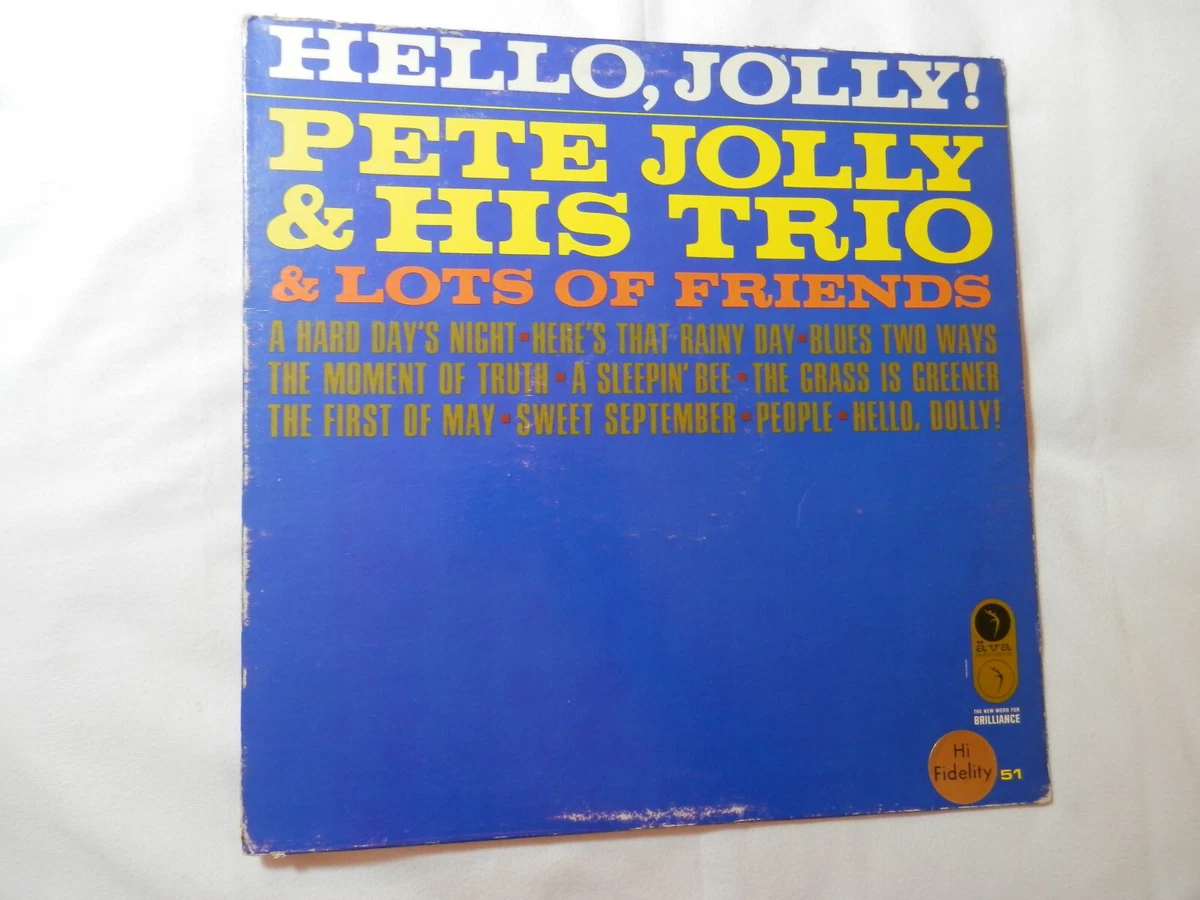 HELLO, JOLLY!
PETE JOLLY
& HIS TRIO
& LOTS OF FRIENDS
A HARD DAY'S NIGHT ▪ HERE'S THAT RAINY DAY ▪ BLUES TWO WAYS
THE MOMENT OF TRUTH ▪ A SLEEPIN' BEE ▪ THE GRASS IS GREENER
THE FIRST OF MAY ▪ SWEET SEPTEMBER ▪ PEOPLE ▪ HELLO, DOLLY!
äva
THE NEW WORD FOR
BRILLIANCE
Hi
Fidelity
51